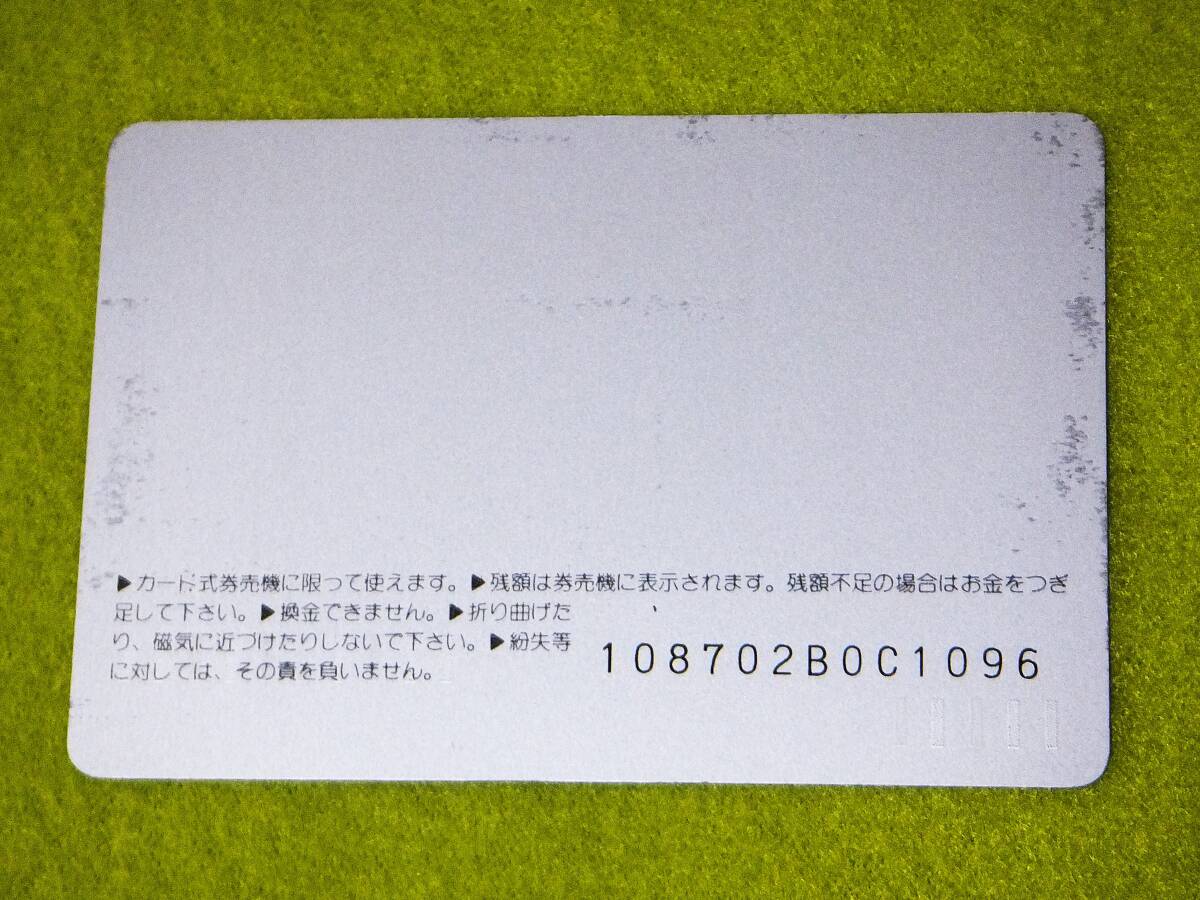 ▶カード式券売機に限って使えます。▶残額は券売機に表示されます。残額不足の場合はお金をつぎ
足して下さい。▶換金できません。▶折り曲げた
り、磁気に近づけたりしないで下さい。▶紛失等
に対しては、その責を負いません。
108702B0C1096